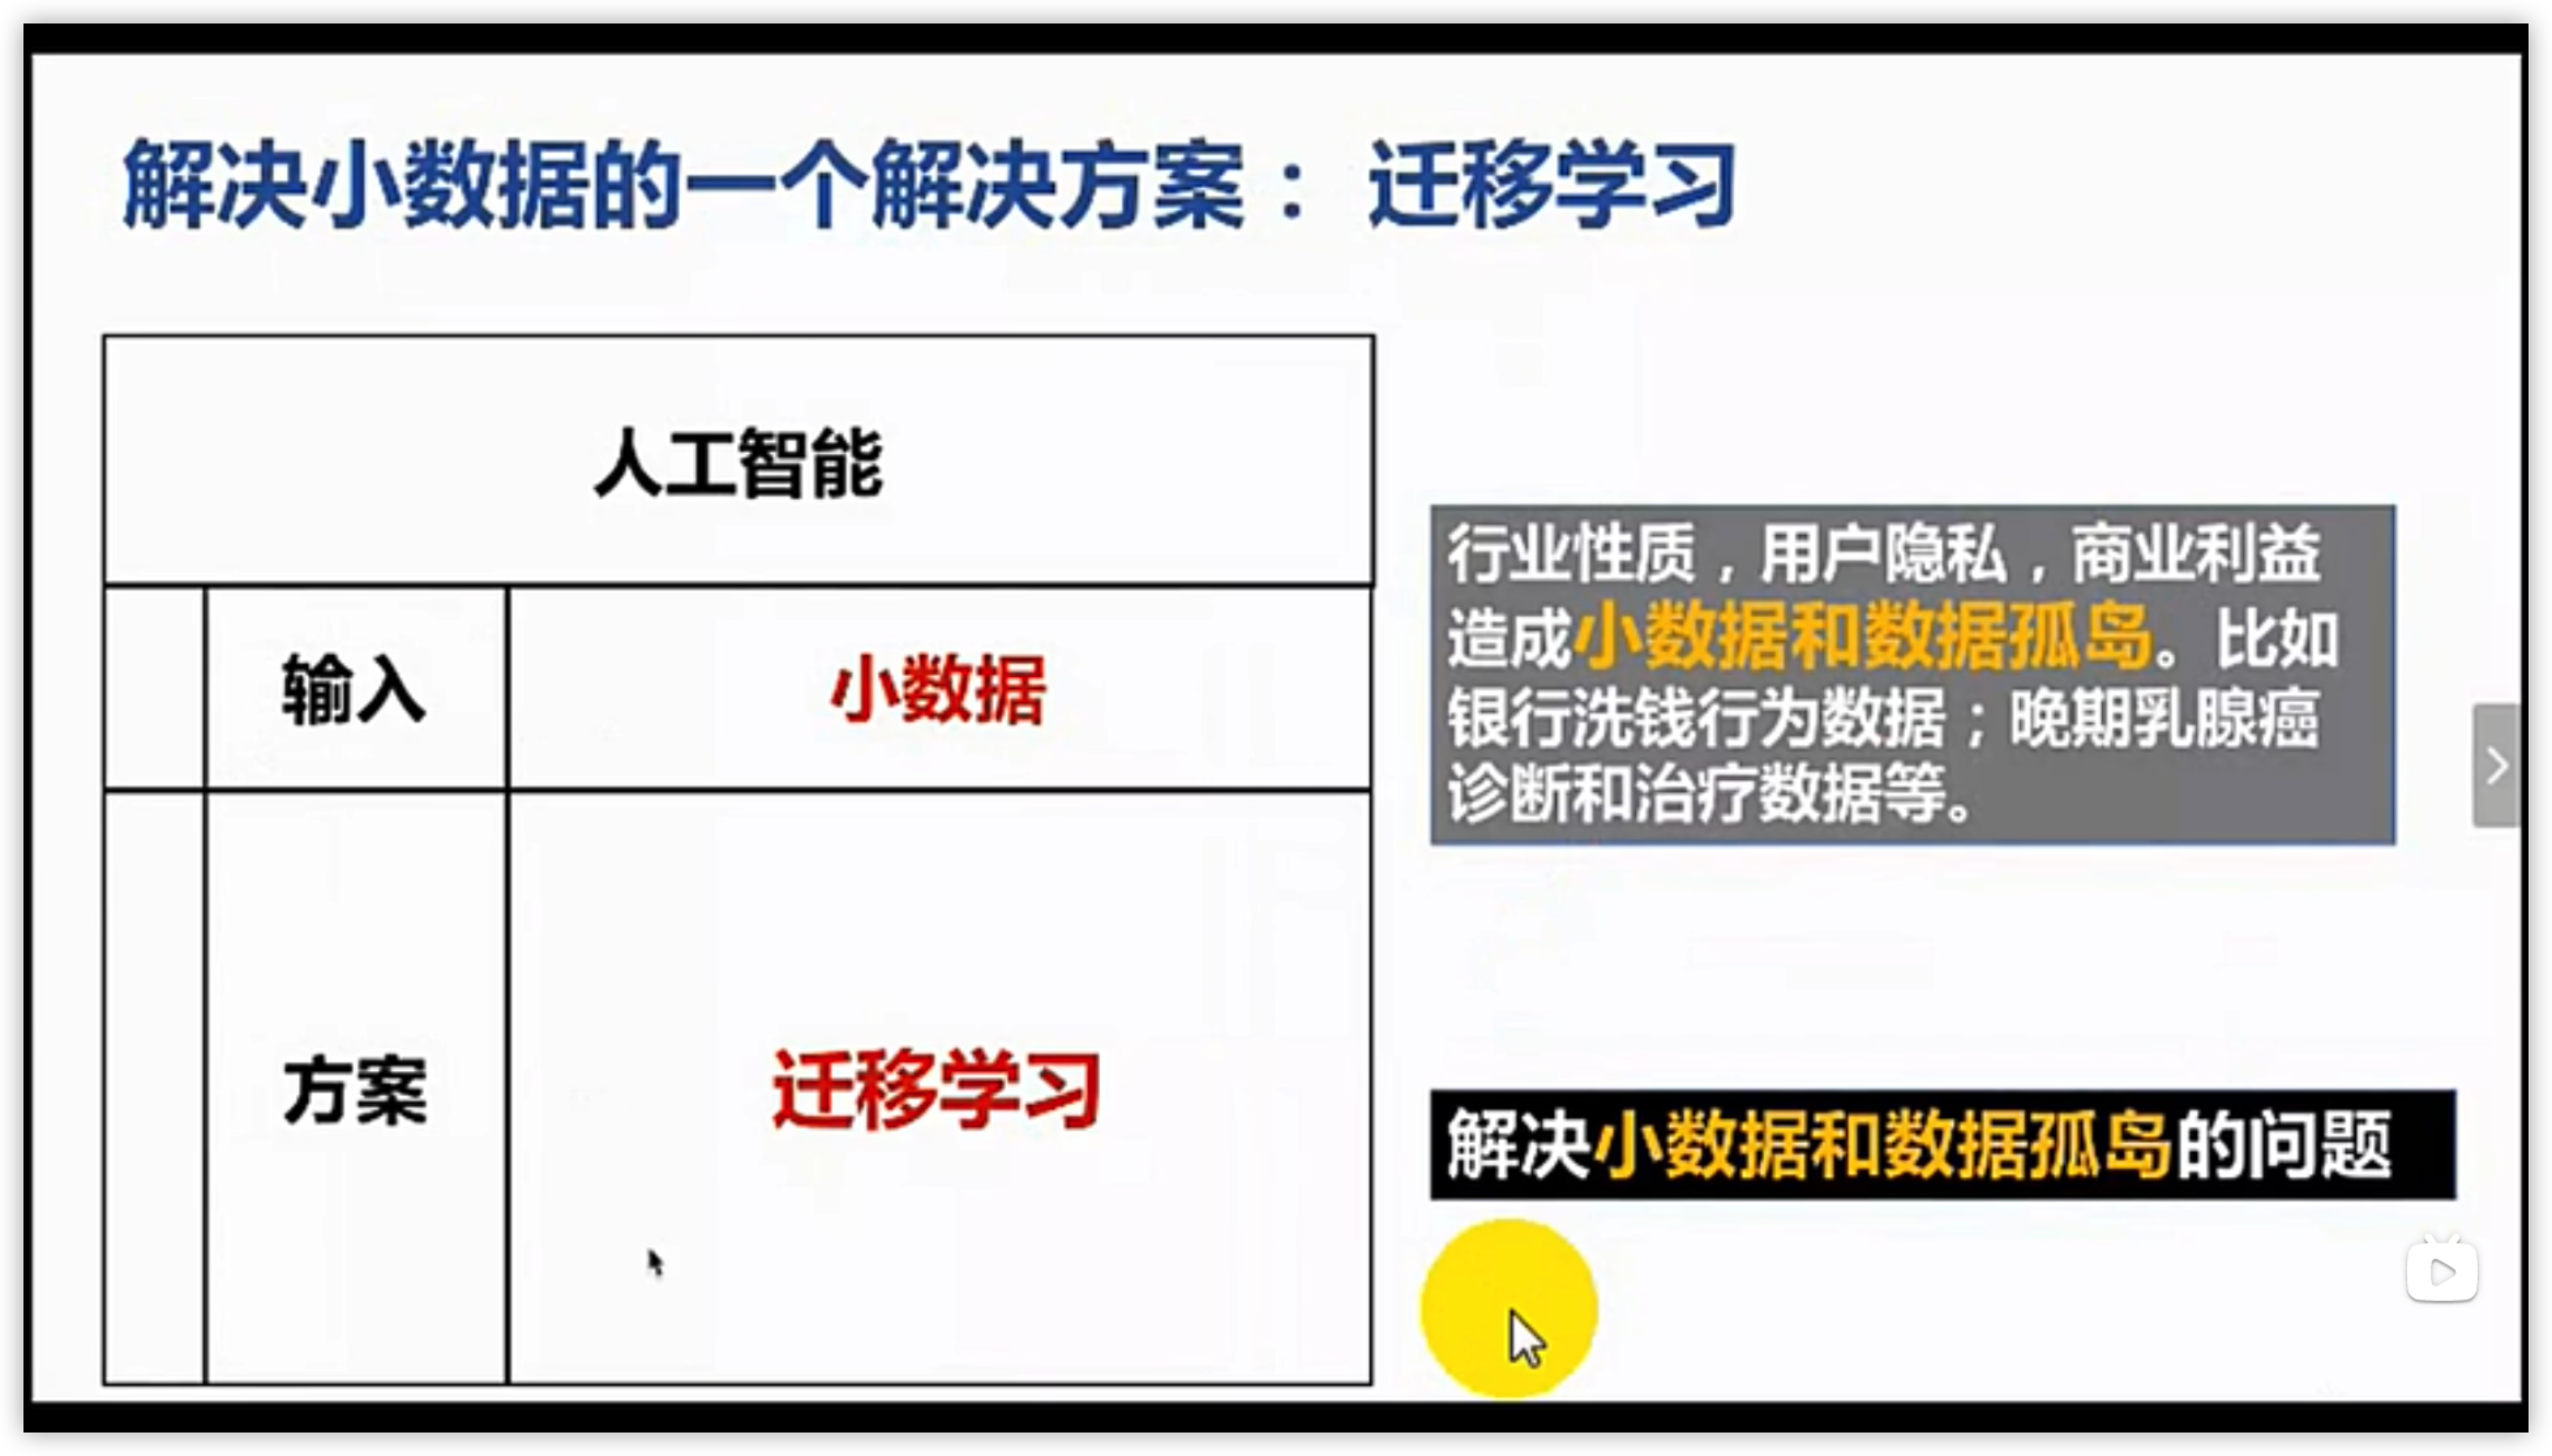 解决小数据的一个解决方案： 迁移学习
人工智能
输入
小数据
方案
迁移学习
行业性质，用户隐私，商业利益
造成小数据和数据孤岛。比如
银行洗钱行为数据；晚期乳腺癌
诊断和治疗数据等。
解决小数据和数据孤岛的问题